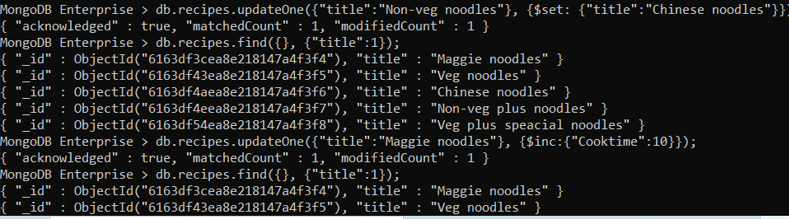 MongoDB Enterprise > db.recipes.updateOne({"title":"Non-veg noodles"}, {$set: {"title":"Chinese noodles"}})
{ "acknowledged" : true, "matchedCount" : 1, "modifiedCount" : 1 }
MongoDB Enterprise > db.recipes.find({}, {"title":1});
{ "_id" : ObjectId("6163df3cea8e218147a4f3f4"), "title" : "Maggie noodles" }
{ "_id" : ObjectId("6163df43ea8e218147a4f3f5"), "title" : "Veg noodles" }
{ "_id" : ObjectId("6163df4aea8e218147a4f3f6"), "title" : "Chinese noodles" }
{ "_id" : ObjectId("6163df4eea8e218147a4f3f7"), "title" : "Non-veg plus noodles" }
{ "_id" : ObjectId("6163df54ea8e218147a4f3f8"), "title" : "Veg plus speacial noodles" }
MongoDB Enterprise > db.recipes.updateOne({"title":"Maggie noodles"}, {$inc:{"Cooktime":10}});
{ "acknowledged" : true, "matchedCount" : 1, "modifiedCount" : 1 }
MongoDB Enterprise > db.recipes.find({}, {"title":1});
{ "_id" : ObjectId("6163df3cea8e218147a4f3f4"), "title" : "Maggie noodles" }
{ "_id" : ObjectId("6163df43ea8e218147a4f3f5"), "title" : "Veg noodles" }